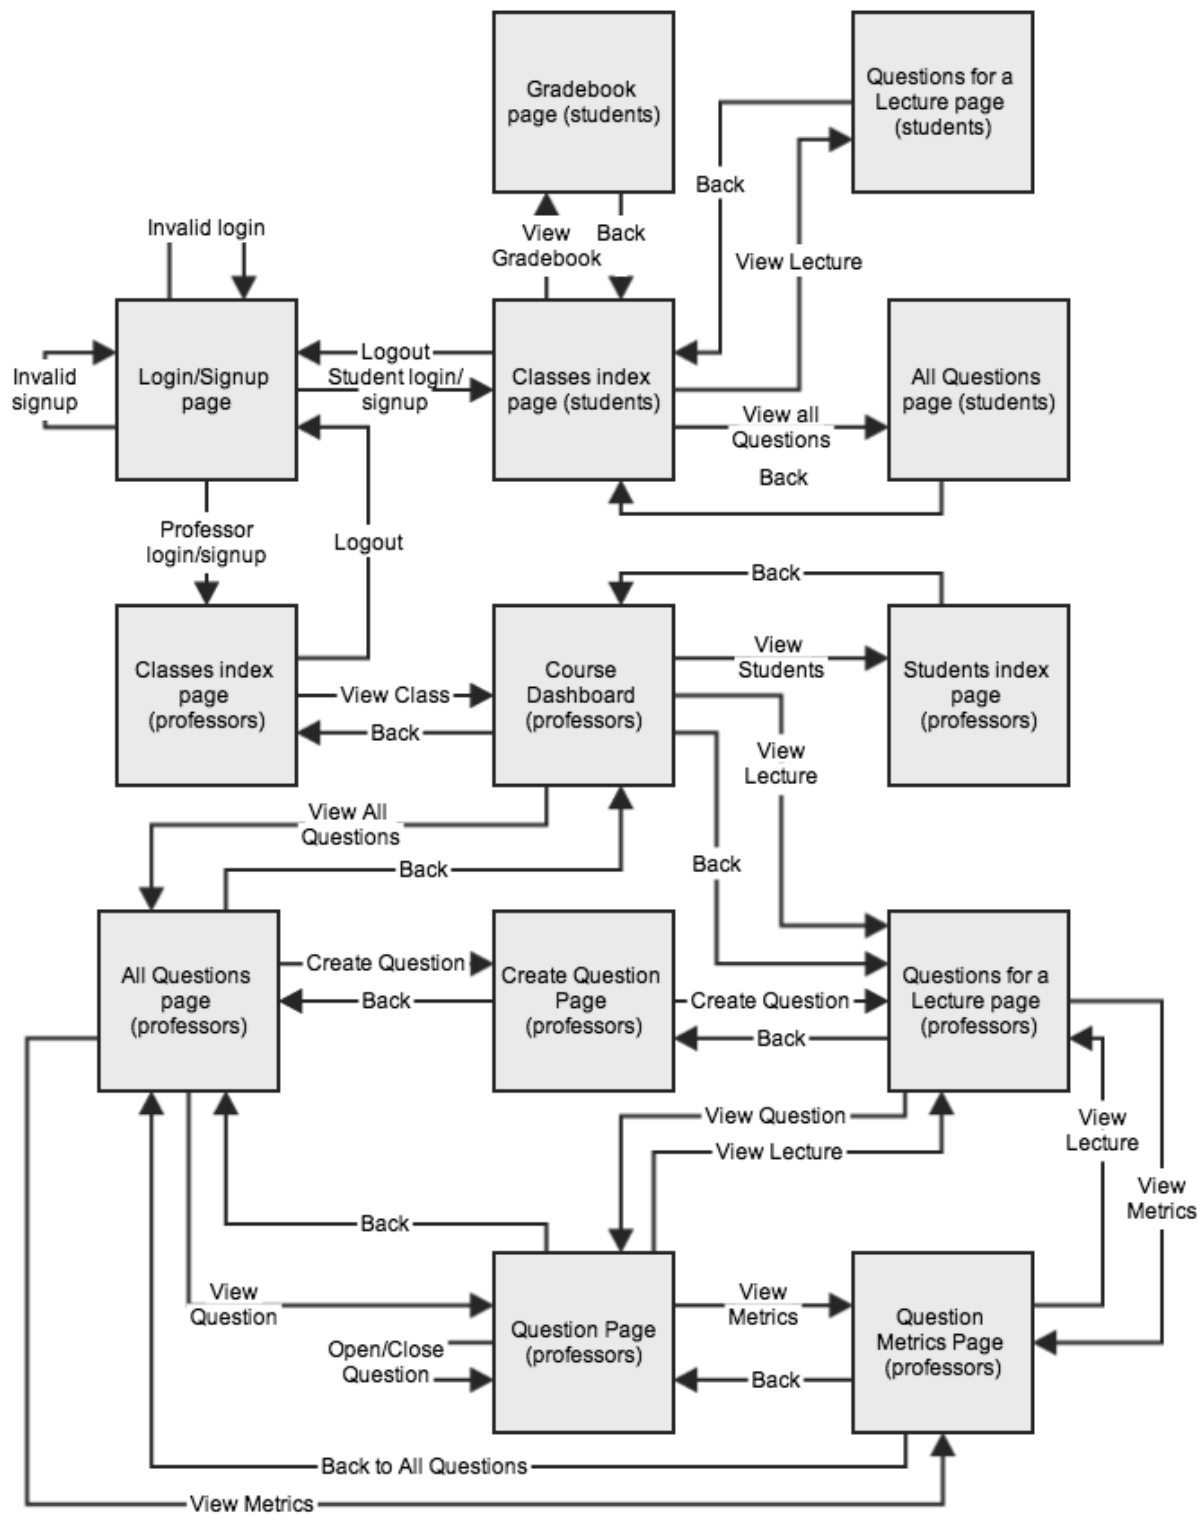 Gradebook
page (students)
Questions for a
Lecture page
(students)
Back
View
Gradebook
Back
View Lecture
Invalid login
Invalid
signup
Login/Signup
page
Logout
Student login/
signup
Classes index
page (students)
View all
Questions
Back
All Questions
page (students)
Professor
login/signup
Logout
Back
Classes index
page
(professors)
View Class
Back
Course
Dashboard
(professors)
View
Students
Students index
page
(professors)
View
Lecture
View All
Questions
Back
Back
All Questions
page
(professors)
Create Question
Back
Create Question
Page
(professors)
Create Question
Back
Questions for a
Lecture page
(professors)
View Question
View Lecture
View
Lecture
View
Metrics
Back
View
Question
Open/Close
Question
Question Page
(professors)
View
Metrics
Back
Question
Metrics Page
(professors)
Back to All Questions
View Metrics